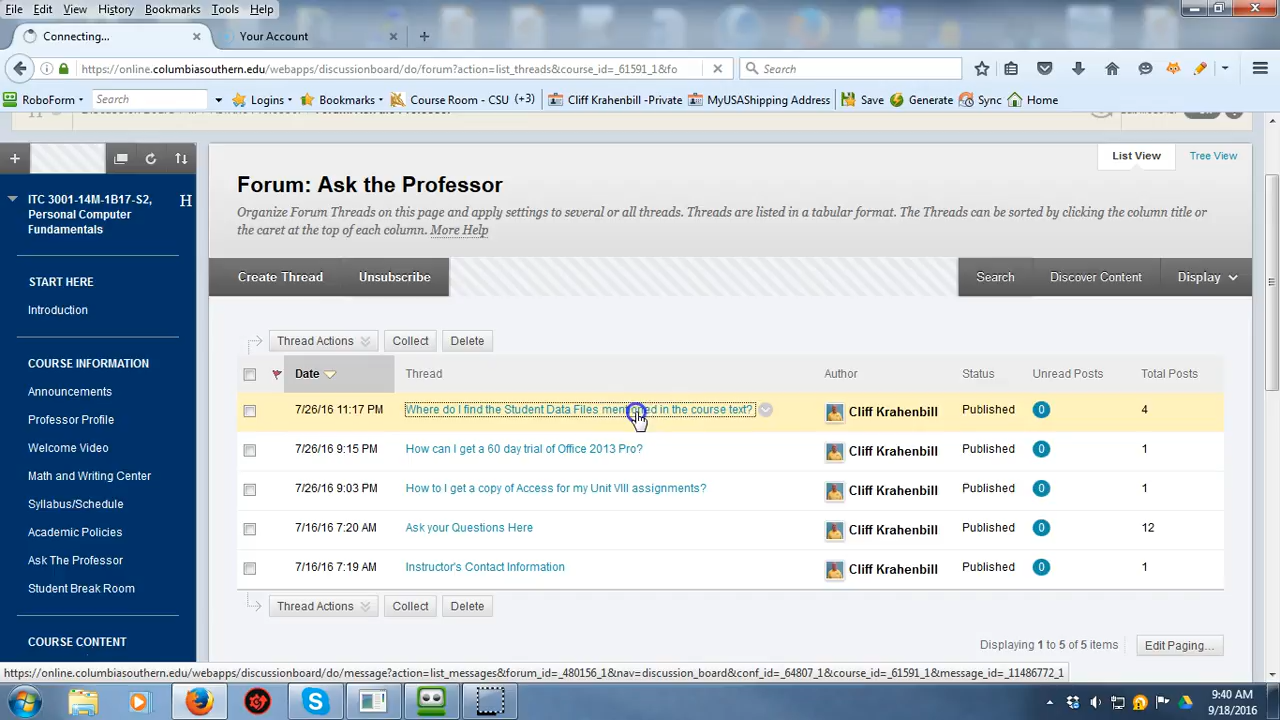 File Edit View History Bookmarks Tools Help
Connecting... × Your Account × +
https://online.columbiasouthern.edu/webapps/discussionboard/do/forum?action=list_threads&course_id=_61591_1&fo Search
RoboForm Search Logins Bookmarks Course Room - CSU (+3) Cliff Krahenbill -Private MyUSAShipping Address Save Generate Sync Home
List View Tree View
ITC 3001-14M-1B17-S2,
Personal Computer
Fundamentals
H
START HERE
Introduction
COURSE INFORMATION
Announcements
Professor Profile
Welcome Video
Math and Writing Center
Syllabus/Schedule
Academic Policies
Ask The Professor
Student Break Room
COURSE CONTENT
Forum: Ask the Professor
Organize Forum Threads on this page and apply settings to several or all threads. Threads are listed in a tabular format. The Threads can be sorted by clicking the column title or
the caret at the top of each column. More Help
Create Thread Unsubscribe Search Discover Content Display
Thread Actions Collect Delete
Date Thread Author Status Unread Posts Total Posts
7/26/16 11:17 PM Where do I find the Student Data Files mentioned in the course text? Cliff Krahenbill Published 0 4
7/26/16 9:15 PM How can I get a 60 day trial of Office 2013 Pro? Cliff Krahenbill Published 0 1
7/26/16 9:03 PM How to I get a copy of Access for my Unit VIII assignments? Cliff Krahenbill Published 0 1
7/16/16 7:20 AM Ask your Questions Here Cliff Krahenbill Published 0 12
7/16/16 7:19 AM Instructor's Contact Information Cliff Krahenbill Published 0 1
Thread Actions Collect Delete
Displaying 1 to 5 of 5 items Edit Paging...
https://online.columbiasouthern.edu/webapps/discussionboard/do/message?action=list_messages&forum_id=_480156_1&nav=discussion_board&conf_id=_64807_1&course_id=_61591_1&message_id=_11486772_1
9:40 AM
9/18/2016